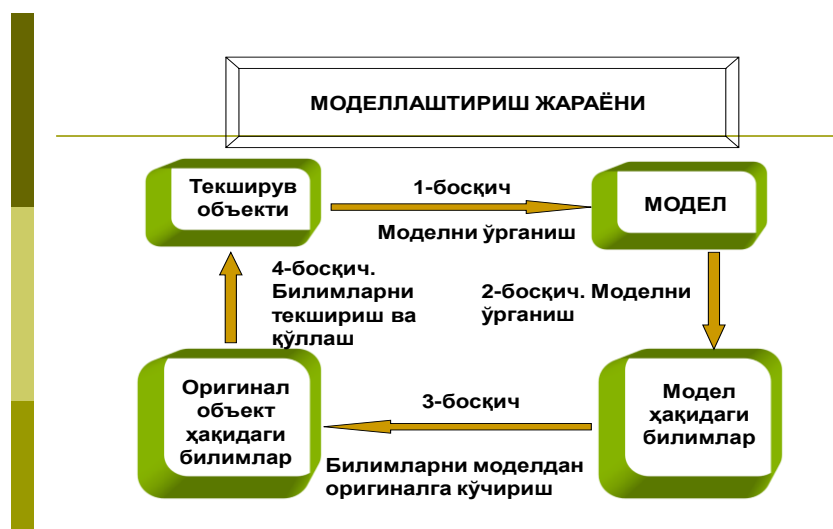 МОДЕЛЛАШТИРИШ ЖАРАЁНИ
Текширув
объекти
1-босқич
Моделни ўрганиш
МОДЕЛ
4-босқич.
Билимларни
текшириш ва
қўллаш
2-босқич. Моделни
ўрганиш
Оригинал
объект
ҳақидаги
билимлар
3-босқич
Билимларни моделдан
оригиналга кўчириш
Модел
ҳақидаги
билимлар